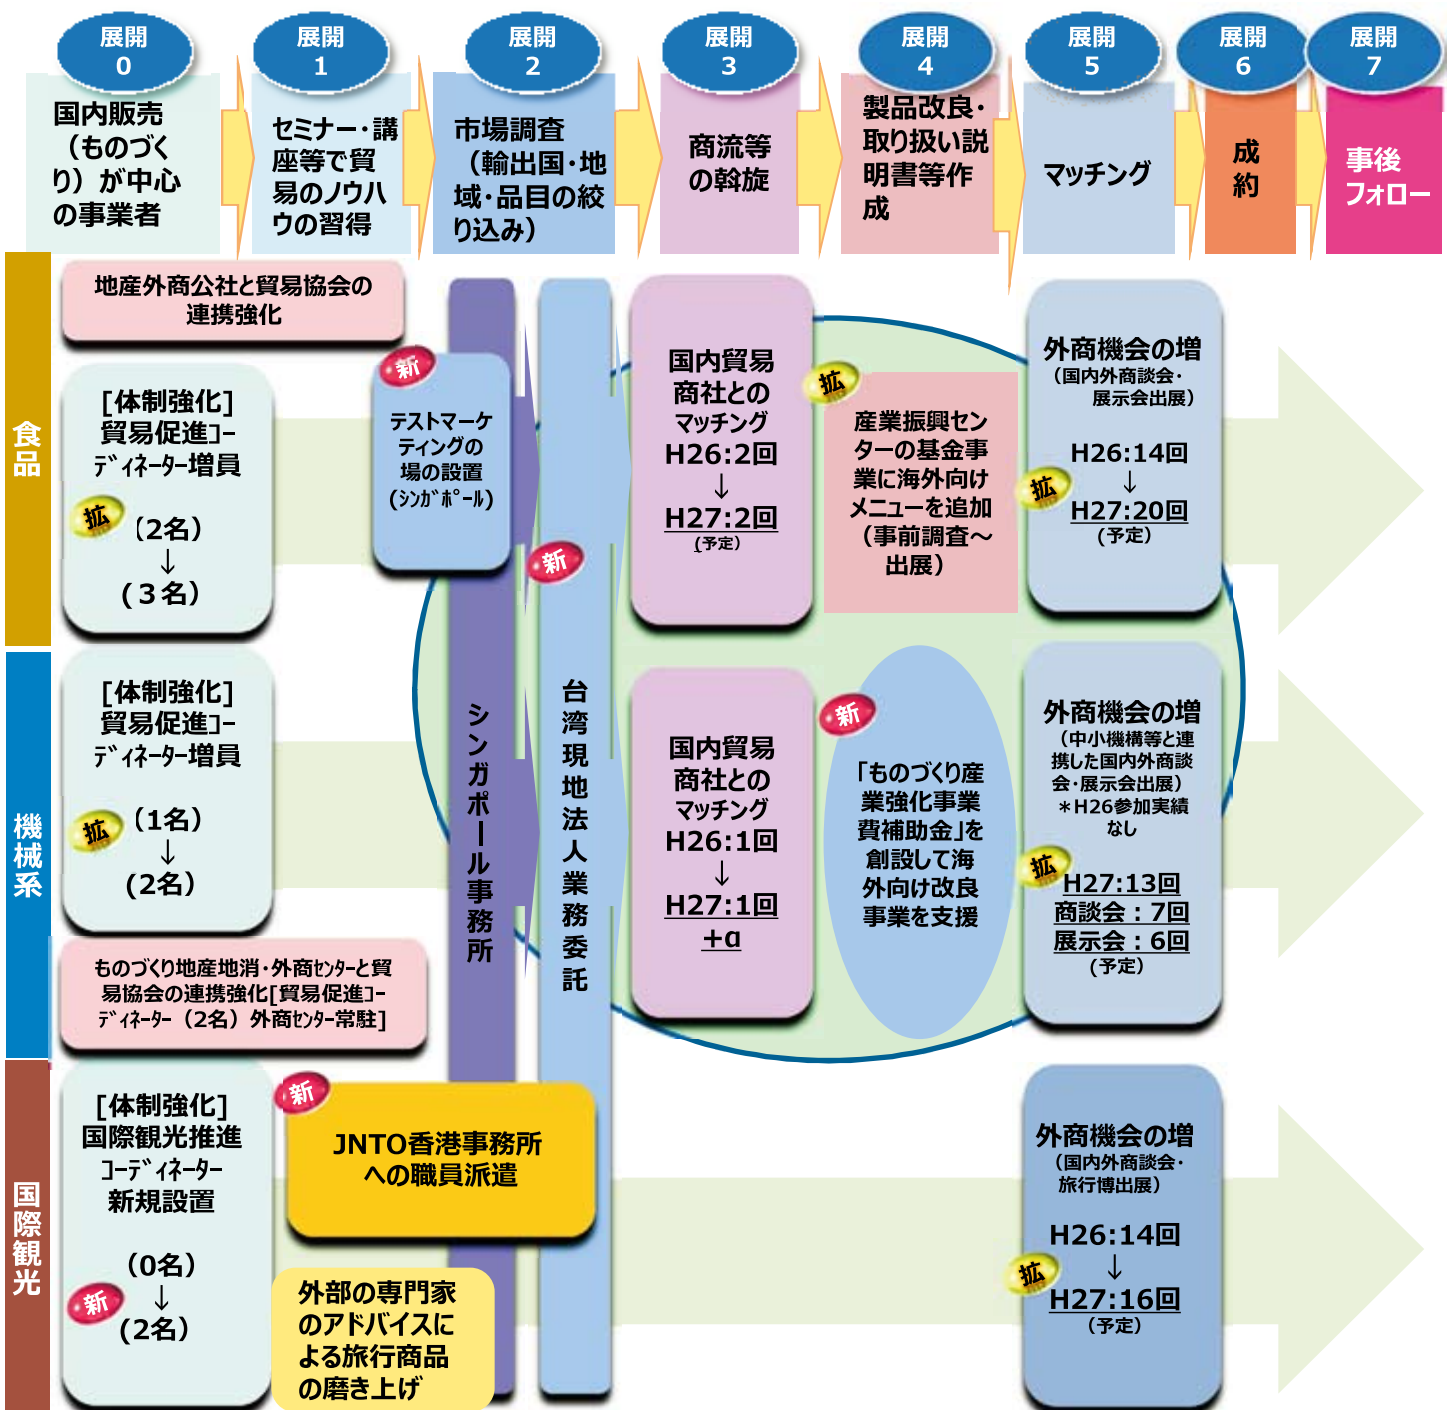 展開
0
展開
1
展開
2
展開
3
展開
4
展開
5
展開
6
展開
7
国内販売
（ものづく
り）が中心
の事業者
セミナー・講
座等で貿
易のノウハ
ウの習得
市場調査
（輸出国・地
域・品目の絞
り込み）
商流等
の斡旋
製品改良・
取り扱い説
明書等作
成
マッチング
成
約
事後
フォロー
食品
地産外商公社と貿易協会の
連携強化
[体制強化]
貿易促進ｺｰ
ﾃﾞｨﾈｰﾀｰ増員
拡
（2名）
↓
（３名）
新
テストマーケ
ティングの
場の設置
(ｼﾝｶﾞﾎﾟｰﾙ)
シンガポール事務所
新
台湾現地法人業務委託
国内貿易
商社との
マッチング
H26:2回
↓
H27:2回
(予定)
拡
産業振興セン
ターの基金事
業に海外向け
メニューを追加
（事前調査～
出展）
外商機会の増
（国内外商談会・
展示会出展）
拡
H26:14回
↓
H27:20回
(予定)
機械系
[体制強化]
貿易促進ｺｰ
ﾃﾞｨﾈｰﾀｰ増員
拡
（1名）
↓
(2名)
ものづくり地産地消・外商ｾﾝﾀｰと貿
易協会の連携強化[貿易促進ｺｰ
ﾃﾞｨﾈｰﾀｰ（2名）外商ｾﾝﾀｰ常駐]
国内貿易
商社との
マッチング
H26:1回
↓
H27:1回
+α
新
「ものづくり産
業強化事業
費補助金」を
創設して海
外向け改良
事業を支援
外商機会の増
（中小機構等と連
携した国内外商談
会・展示会出展）
＊H26参加実績
なし
拡
H27:13回
商談会：7回
展示会：6回
(予定)
国際観光
[体制強化]
国際観光推進
ｺｰﾃﾞｨﾈｰﾀｰ
新規設置
新
（0名）
↓
(2名)
新
JNTO香港事務所
への職員派遣
外部の専門家
のアドバイスに
よる旅行商品
の磨き上げ
外商機会の増
（国内外商談会・
旅行博出展）
拡
H26:14回
↓
H27:16回
(予定)